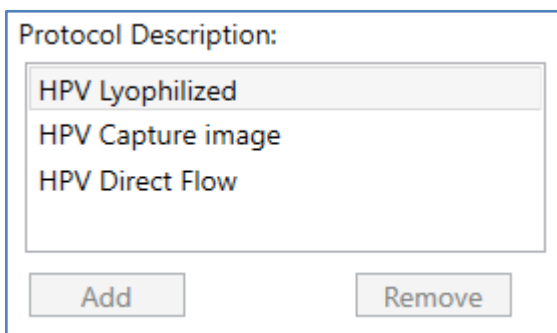 Protocol Description:
HPV Lyophilized
HPV Capture image
HPV Direct Flow
Add
Remove